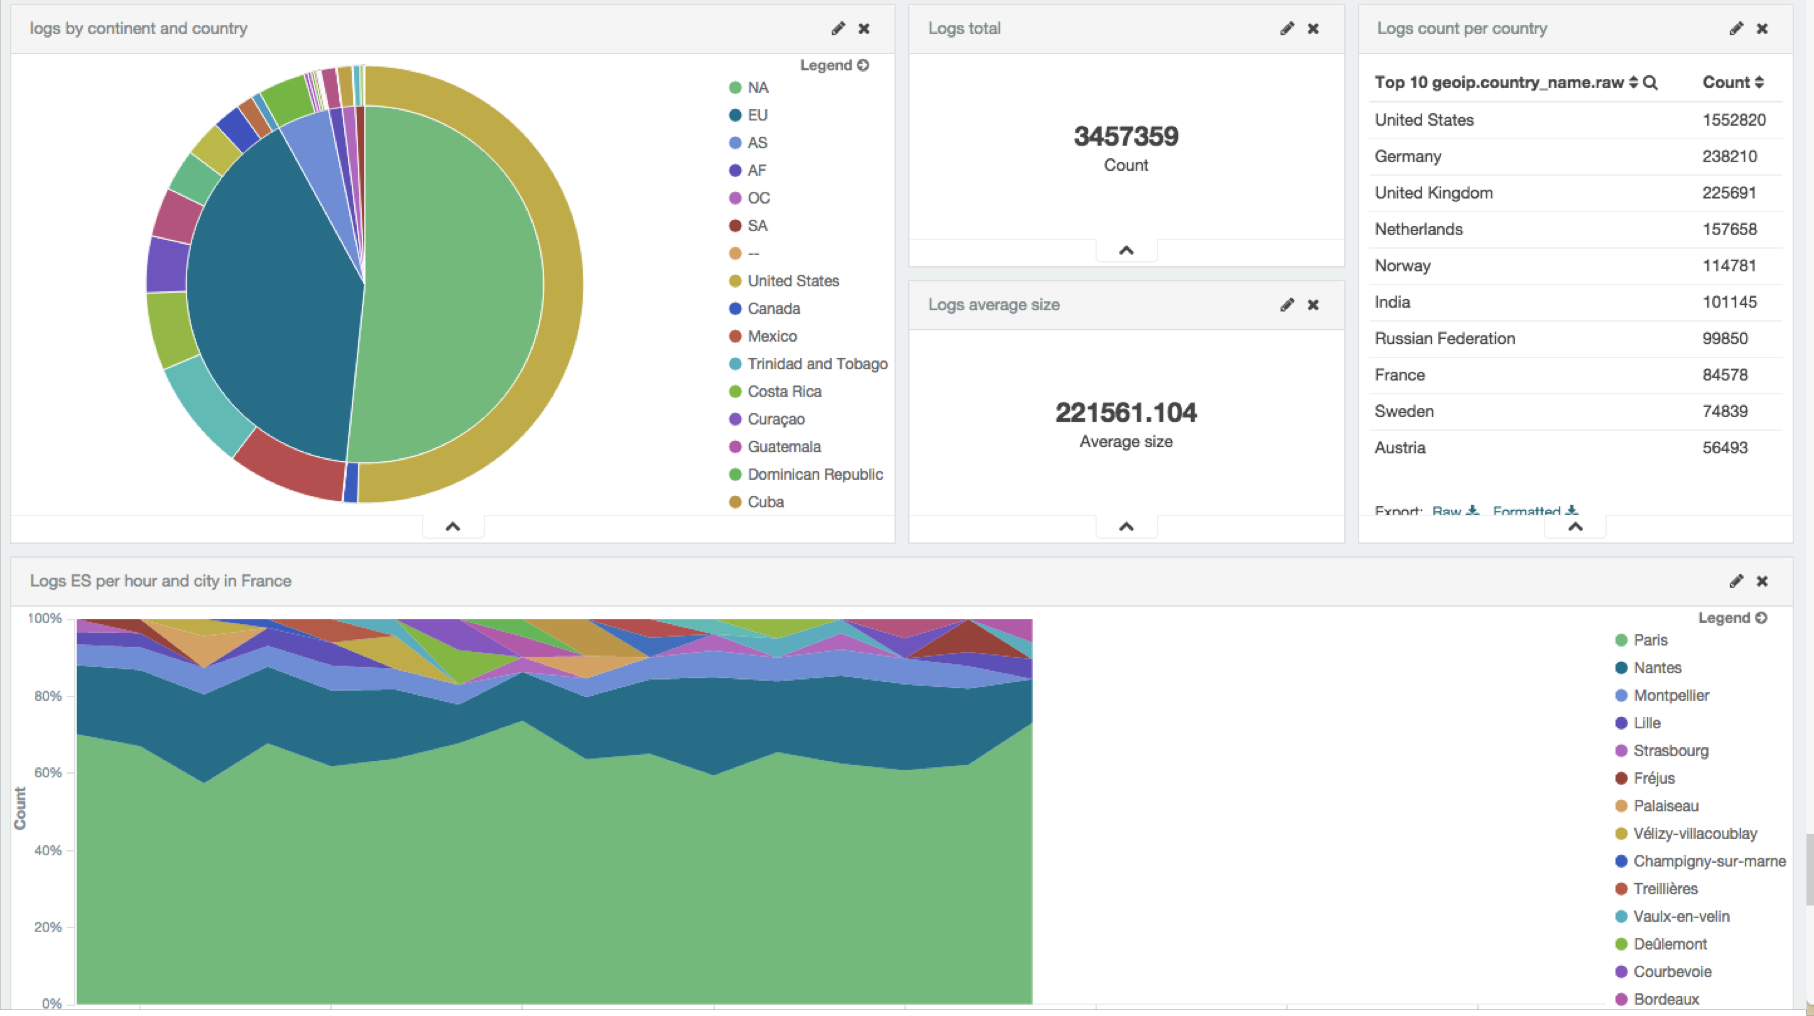 logs by continent and country
Legend
NA
EU
AS
AF
OC
SA
--
United States
Canada
Mexico
Trinidad and Tobago
Costa Rica
Curaçao
Guatemala
Dominican Republic
Cuba
Logs total
3457359
Count
Logs average size
221561.104
Average size
Logs count per country
Top 10 geoip.country_name.raw Count
United States 1552820
Germany 238210
United Kingdom 225691
Netherlands 157658
Norway 114781
India 101145
Russian Federation 99850
France 84578
Sweden 74839
Austria 56493
Export: Raw Formatted
Logs ES per hour and city in France
100%
80%
60%
40%
20%
0%
Count
Legend
Paris
Nantes
Montpellier
Lille
Strasbourg
Fréjus
Palaiseau
Vélizy-villacoublay
Champigny-sur-marne
Treillières
Vaulx-en-velin
Deûlemont
Courbevoie
Bordeaux